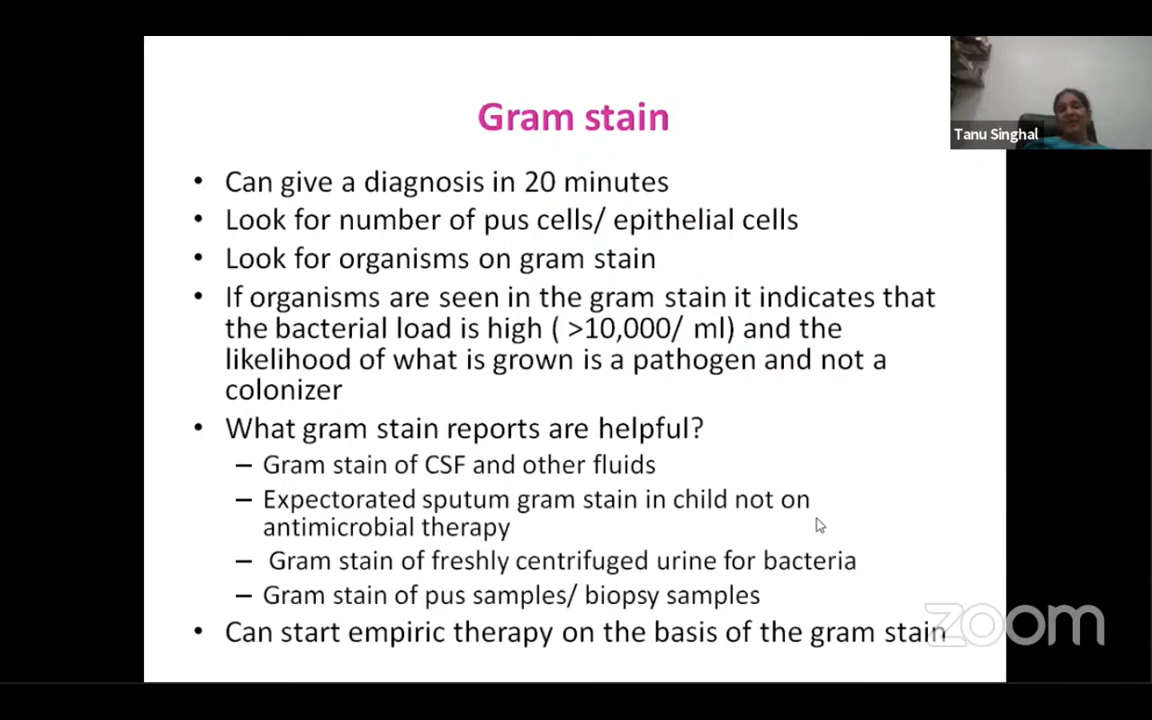 Gram stain
Tanu Singhal
• Can give a diagnosis in 20 minutes
• Look for number of pus cells/ epithelial cells
• Look for organisms on gram stain
• If organisms are seen in the gram stain it indicates that
the bacterial load is high ( >10,000/ ml) and the
likelihood of what is grown is a pathogen and not a
colonizer
• What gram stain reports are helpful?
– Gram stain of CSF and other fluids
– Expectorated sputum gram stain in child not on
antimicrobial therapy
– Gram stain of freshly centrifuged urine for bacteria
– Gram stain of pus samples/ biopsy samples
• Can start empiric therapy on the basis of the gram stain
zoom